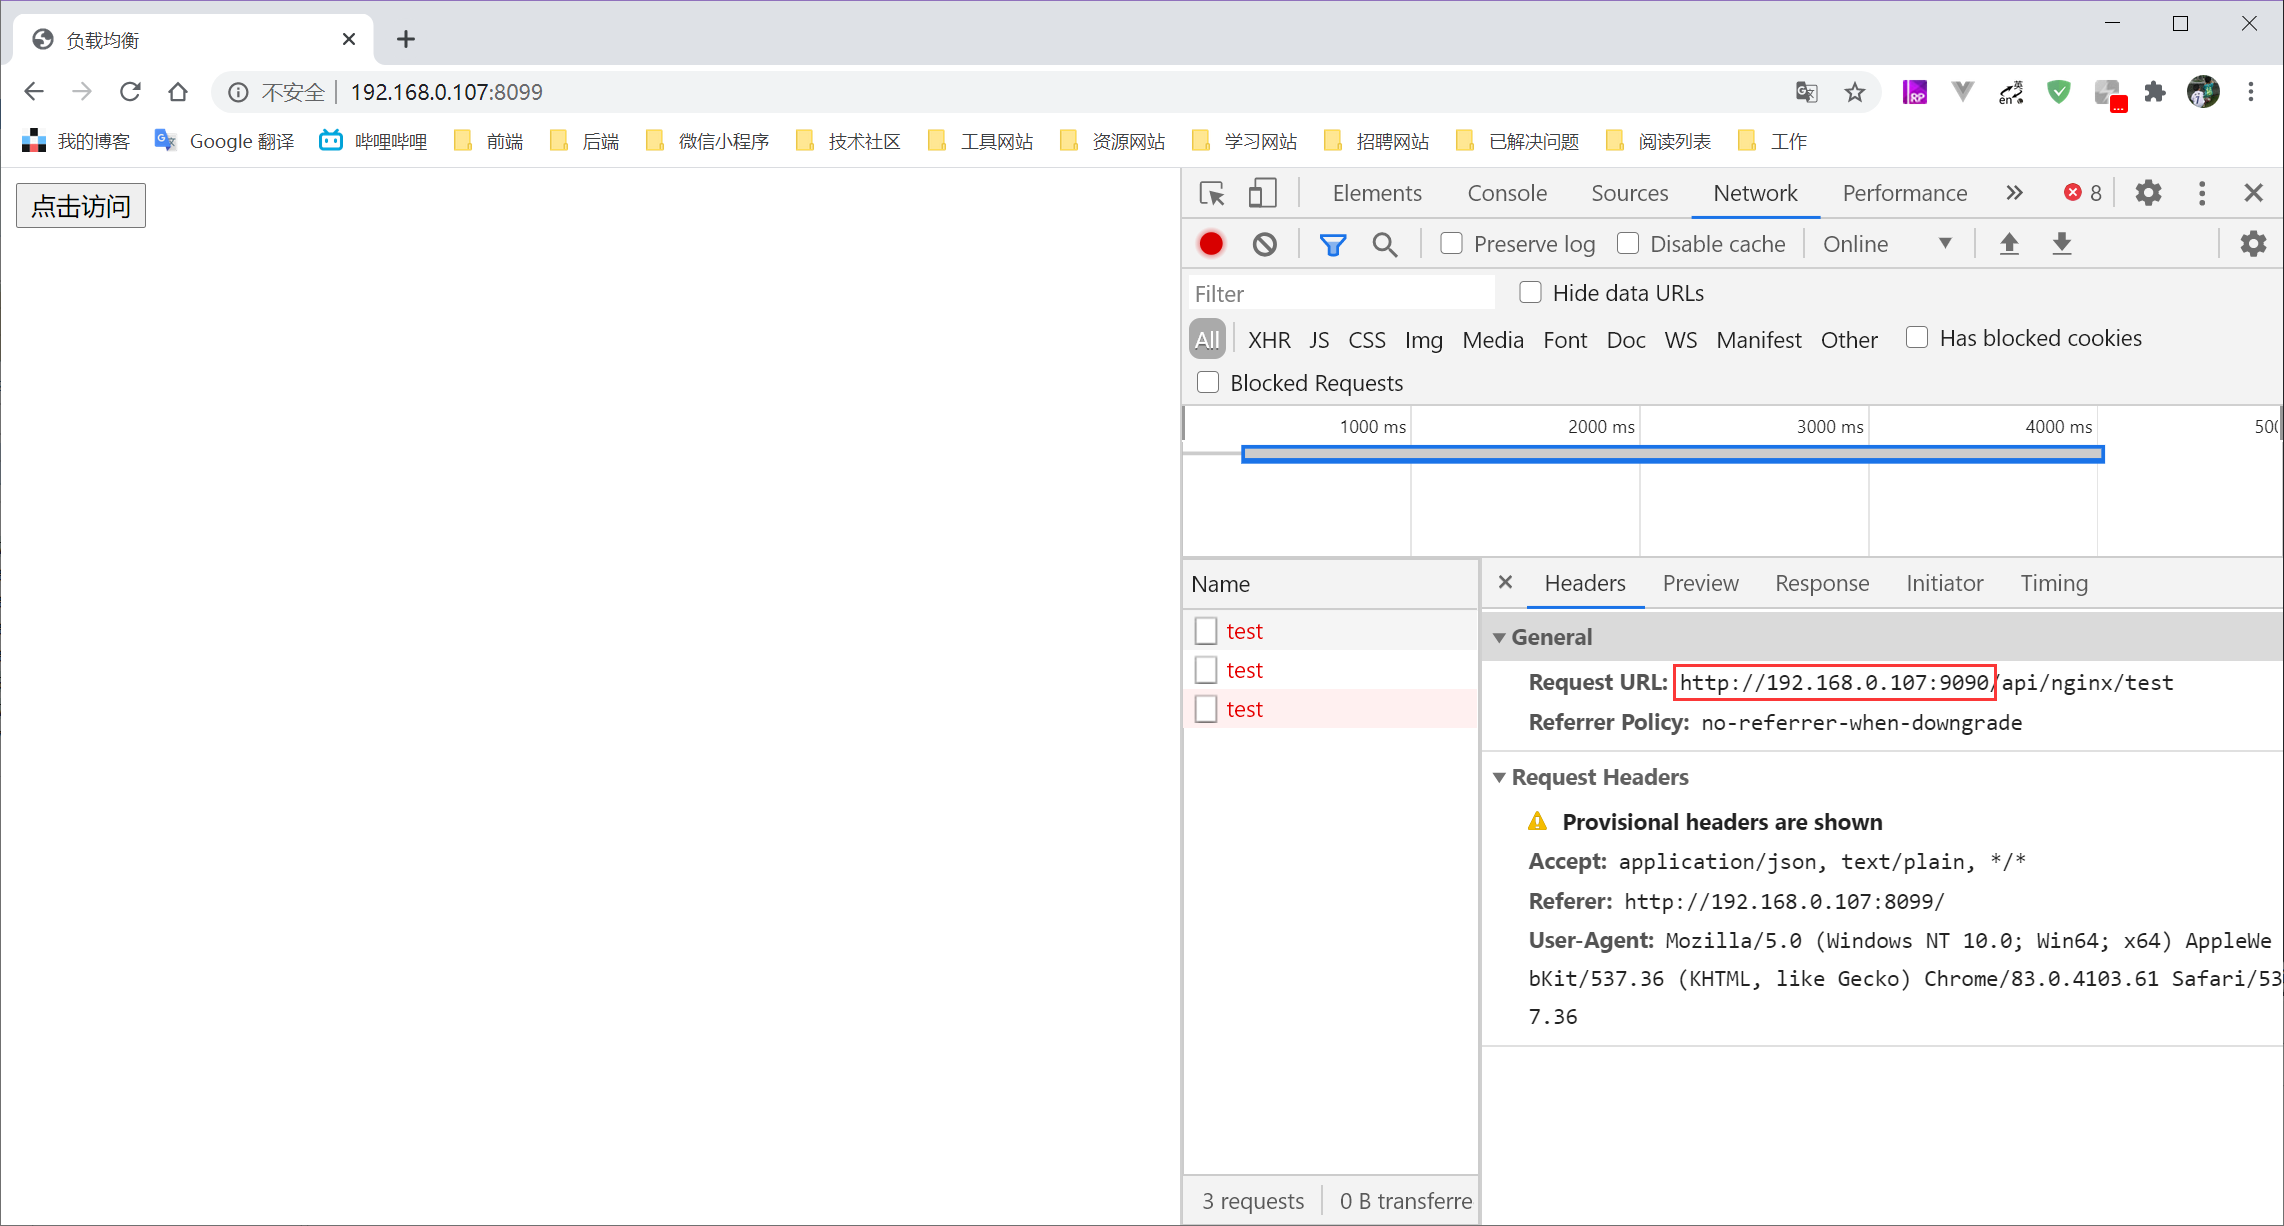 负载均衡
不安全 192.168.0.107:8099
RP 英 en ...
我的博客 Google 翻译 哔哩哔哩 前端 后端 微信小程序 技术社区 工具网站 资源网站 学习网站 招聘网站 已解决问题 阅读列表 工作
点击访问
Elements Console Sources Network Performance 8
Preserve log Disable cache Online
Filter Hide data URLs
All XHR JS CSS Img Media Font Doc WS Manifest Other Has blocked cookies
Blocked Requests
1000 ms 2000 ms 3000 ms 4000 ms 500
Name
test
test
test
3 requests 0 B transferre
Headers Preview Response Initiator Timing
General
Request URL: http://192.168.0.107:9090/api/nginx/test
Referrer Policy: no-referrer-when-downgrade
Request Headers
Provisional headers are shown
Accept: application/json, text/plain, */*
Referer: http://192.168.0.107:8099/
User-Agent: Mozilla/5.0 (Windows NT 10.0; Win64; x64) AppleWe
bKit/537.36 (KHTML, like Gecko) Chrome/83.0.4103.61 Safari/53
7.36